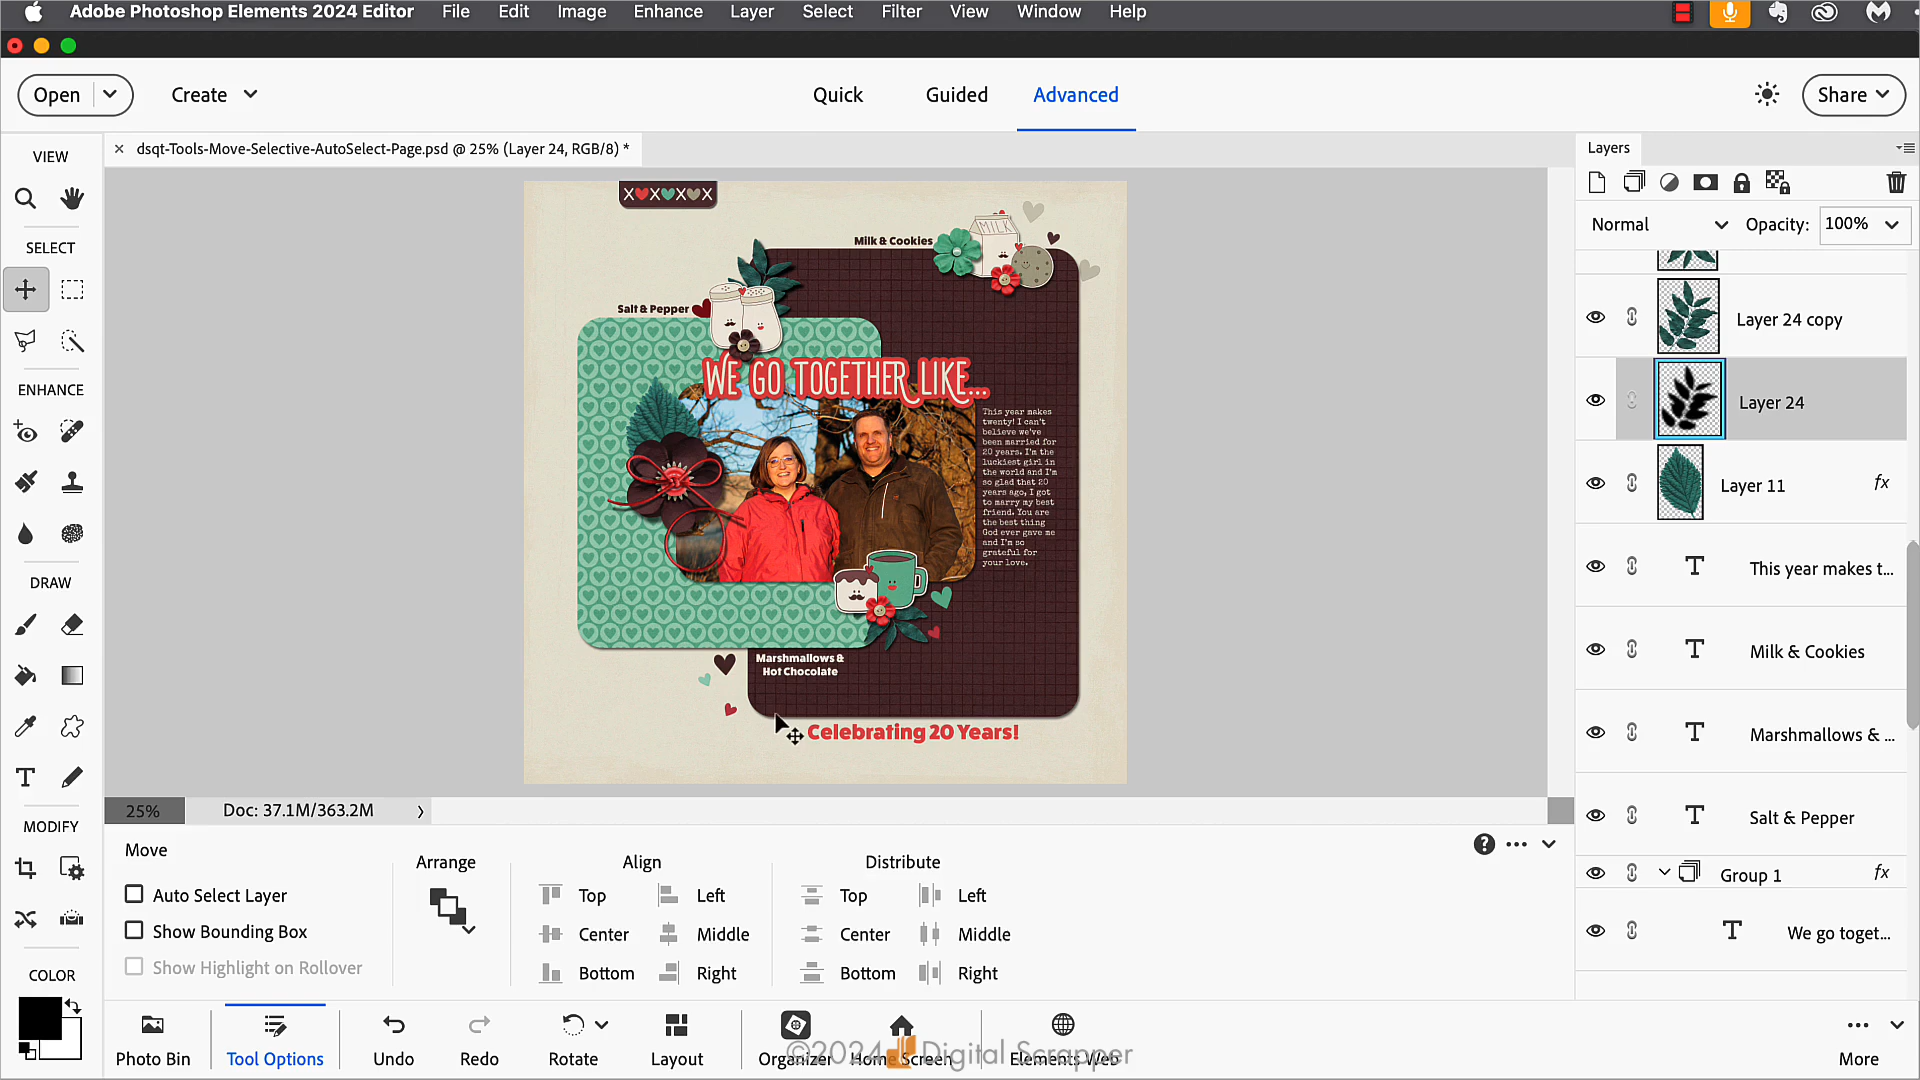 Adobe Photoshop Elements 2024 Editor File Edit Image Enhance Layer Select Filter View Window Help
Open Create Quick Guided Advanced Share
VIEW
× dsqt-Tools-Move-Selective-AutoSelect-Page.psd @ 25% (Layer 24, RGB/8) *
Layers
SELECT
Normal Opacity: 100%
ENHANCE
DRAW
MODIFY
COLOR
X X X X
MILK
Milk & Cookies
Salt & Pepper
WE GO TOGETHER LIKE...
This year makes
twenty! I can't
believe we've
been married for
20 years. I'm the
luckiest girl in
the world and I'm
so glad that 20
years ago, I got
to marry my best
friend. You are
the best thing
God ever gave me
and I'm so
grateful for
your love.
Marshmallows &
Hot Chocolate
Celebrating 20 Years!
Layer 24 copy
Layer 24
Layer 11 fx
T This year makes t...
T Milk & Cookies
T Marshmallows & ...
T Salt & Pepper
Group 1 fx
T We go toget...
25% Doc: 37.1M/363.2M
Move
Auto Select Layer
Show Bounding Box
Show Highlight on Rollover
Arrange
Align
Top Left
Center Middle
Bottom Right
Distribute
Top Left
Center Middle
Bottom Right
Photo Bin Tool Options Undo Redo Rotate Layout Organizer Home Screen Elements Web More
©2024 Digital Scrapper